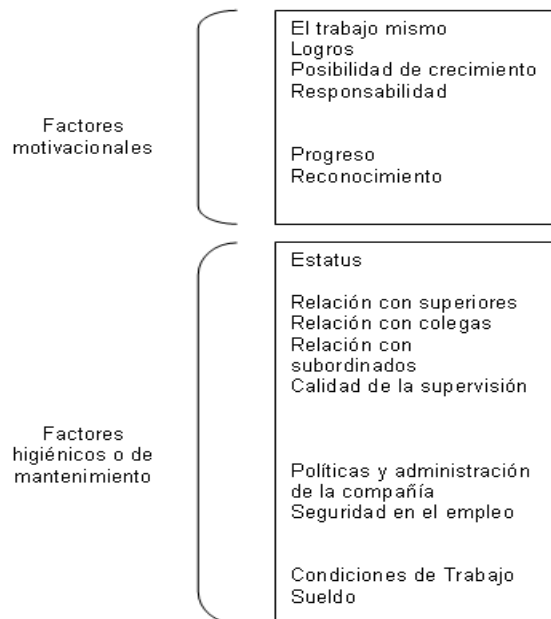 Factores
motivacionales
El trabajo mismo
Logros
Posibilidad de crecimiento
Responsabilidad
Progreso
Reconocimiento
Factores
higiénicos o de
mantenimiento
Estatus
Relación con superiores
Relación con colegas
Relación con
subordinados
Calidad de la supervisión
Políticas y administración
de la compañía
Seguridad en el empleo
Condiciones de Trabajo
Sueldo